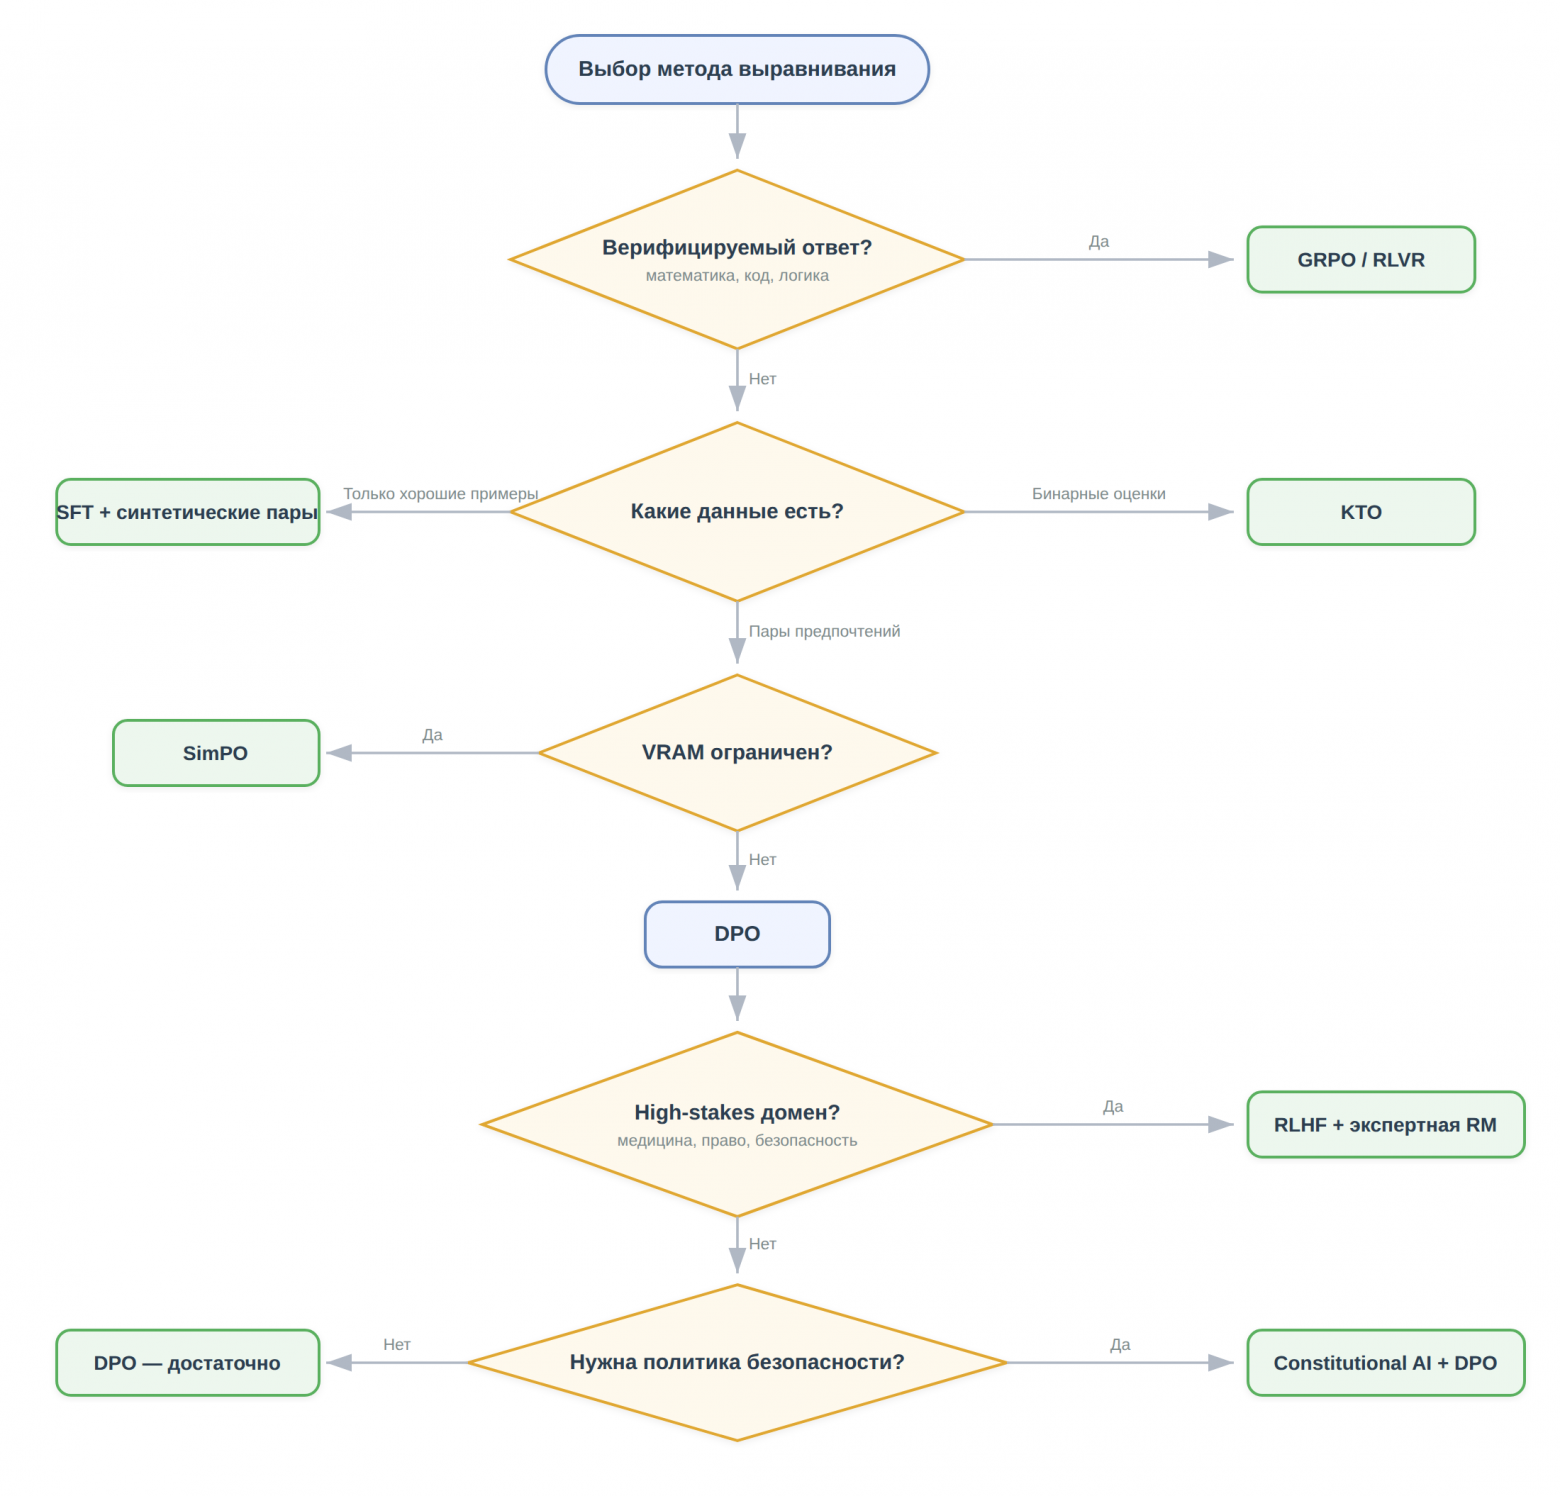 Выбор метода выравнивания
Верифицируемый ответ?
математика, код, логика
Да
GRPO / RLVR
Нет
SFT + синтетические пары
Только хорошие примеры
Какие данные есть?
Бинарные оценки
KTO
Пары предпочтений
SimPO
Да
VRAM ограничен?
Нет
DPO
High-stakes домен?
медицина, право, безопасность
Да
RLHF + экспертная RM
Нет
DPO — достаточно
Нет
Нужна политика безопасности?
Да
Constitutional AI + DPO